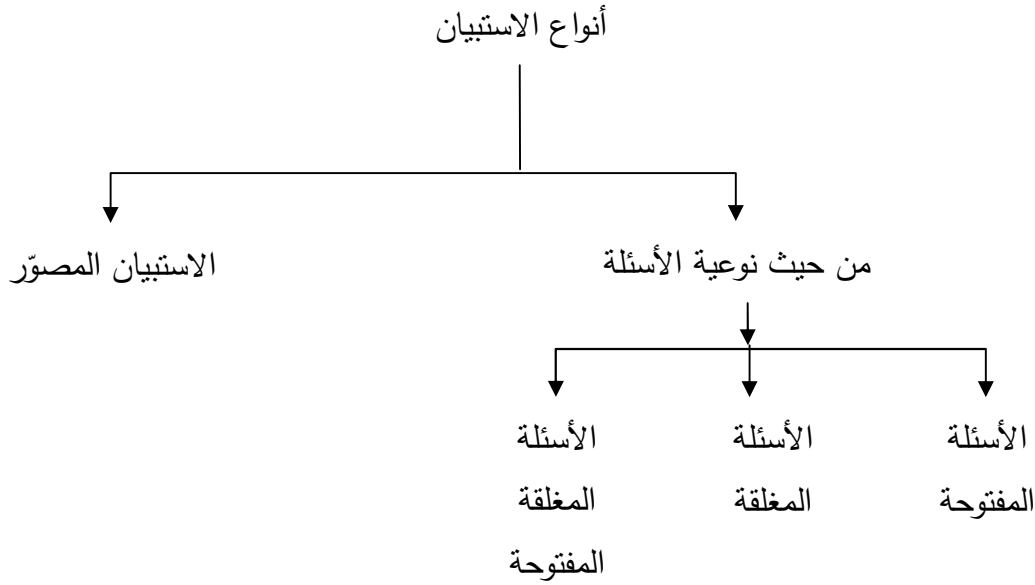 أنواع الاستبيان
من حيث نوعية الأسئلة
الاستبيان المصوّر
الأسئلة
المفتوحة
الأسئلة
المغلقة
الأسئلة
المغلقة
المفتوحة